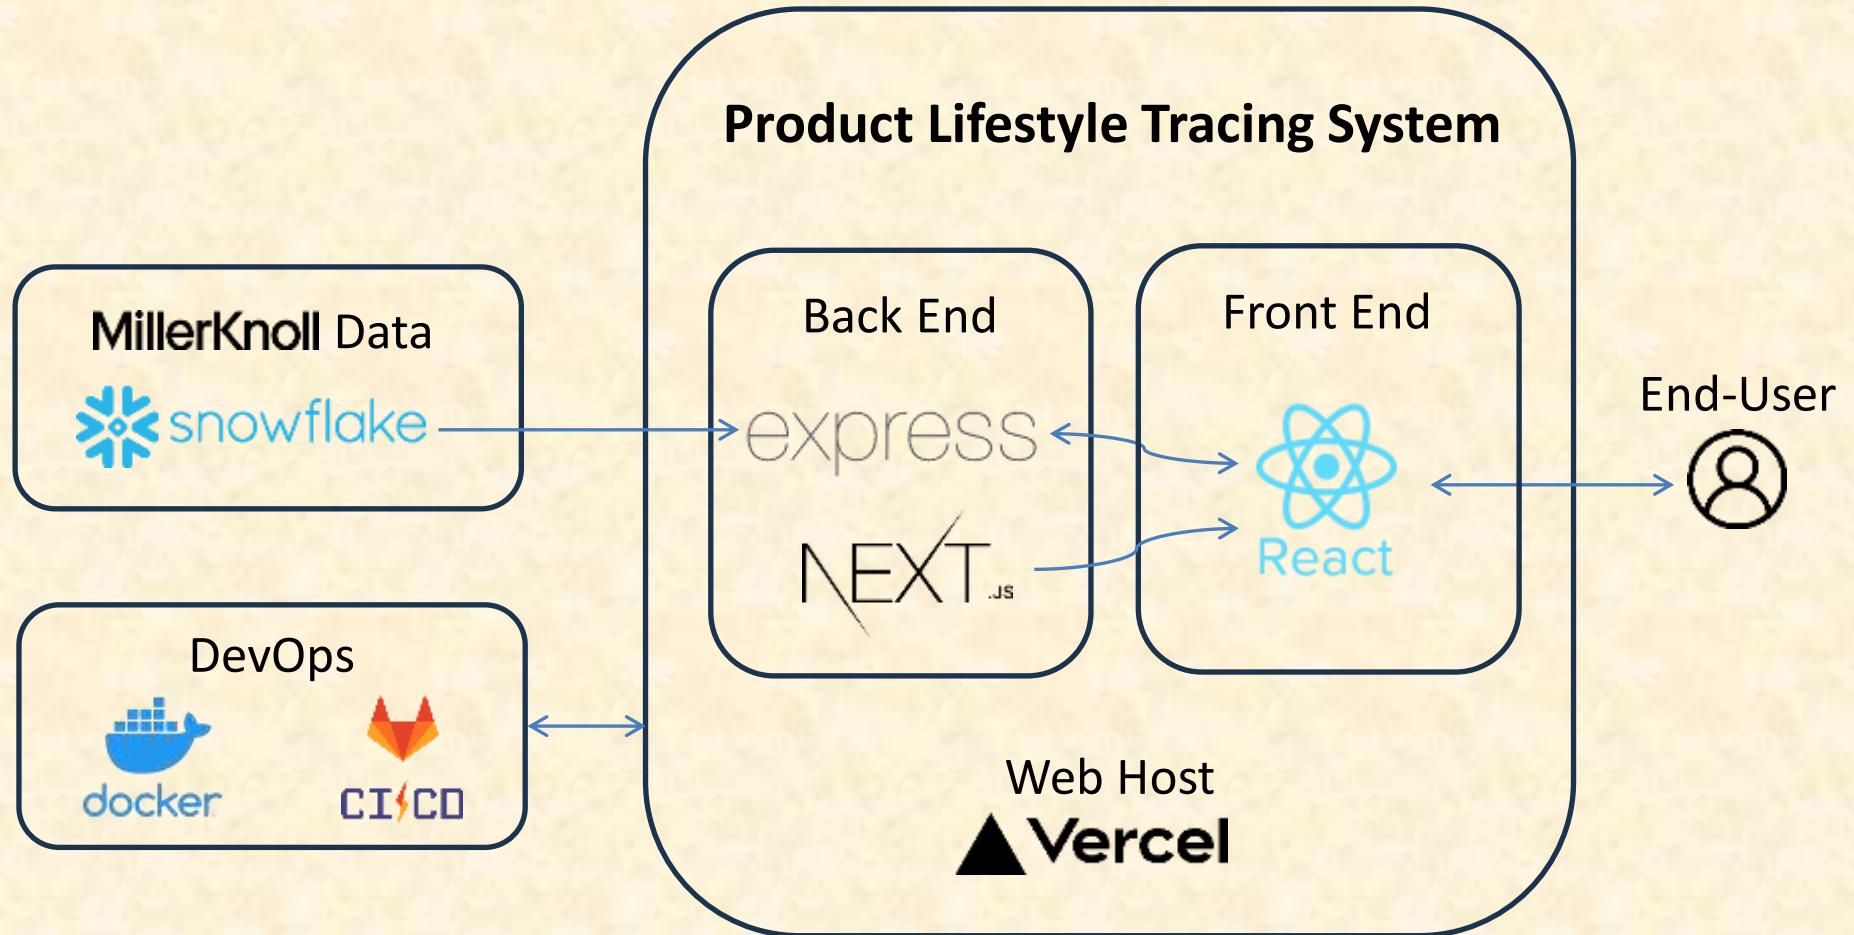 Product Lifestyle Tracing System
MillerKnoll Data
snowflake
DevOps
docker
CI/CD
Back End
express
NEXT.JS
Front End
React
Web Host
Vercel
End-User